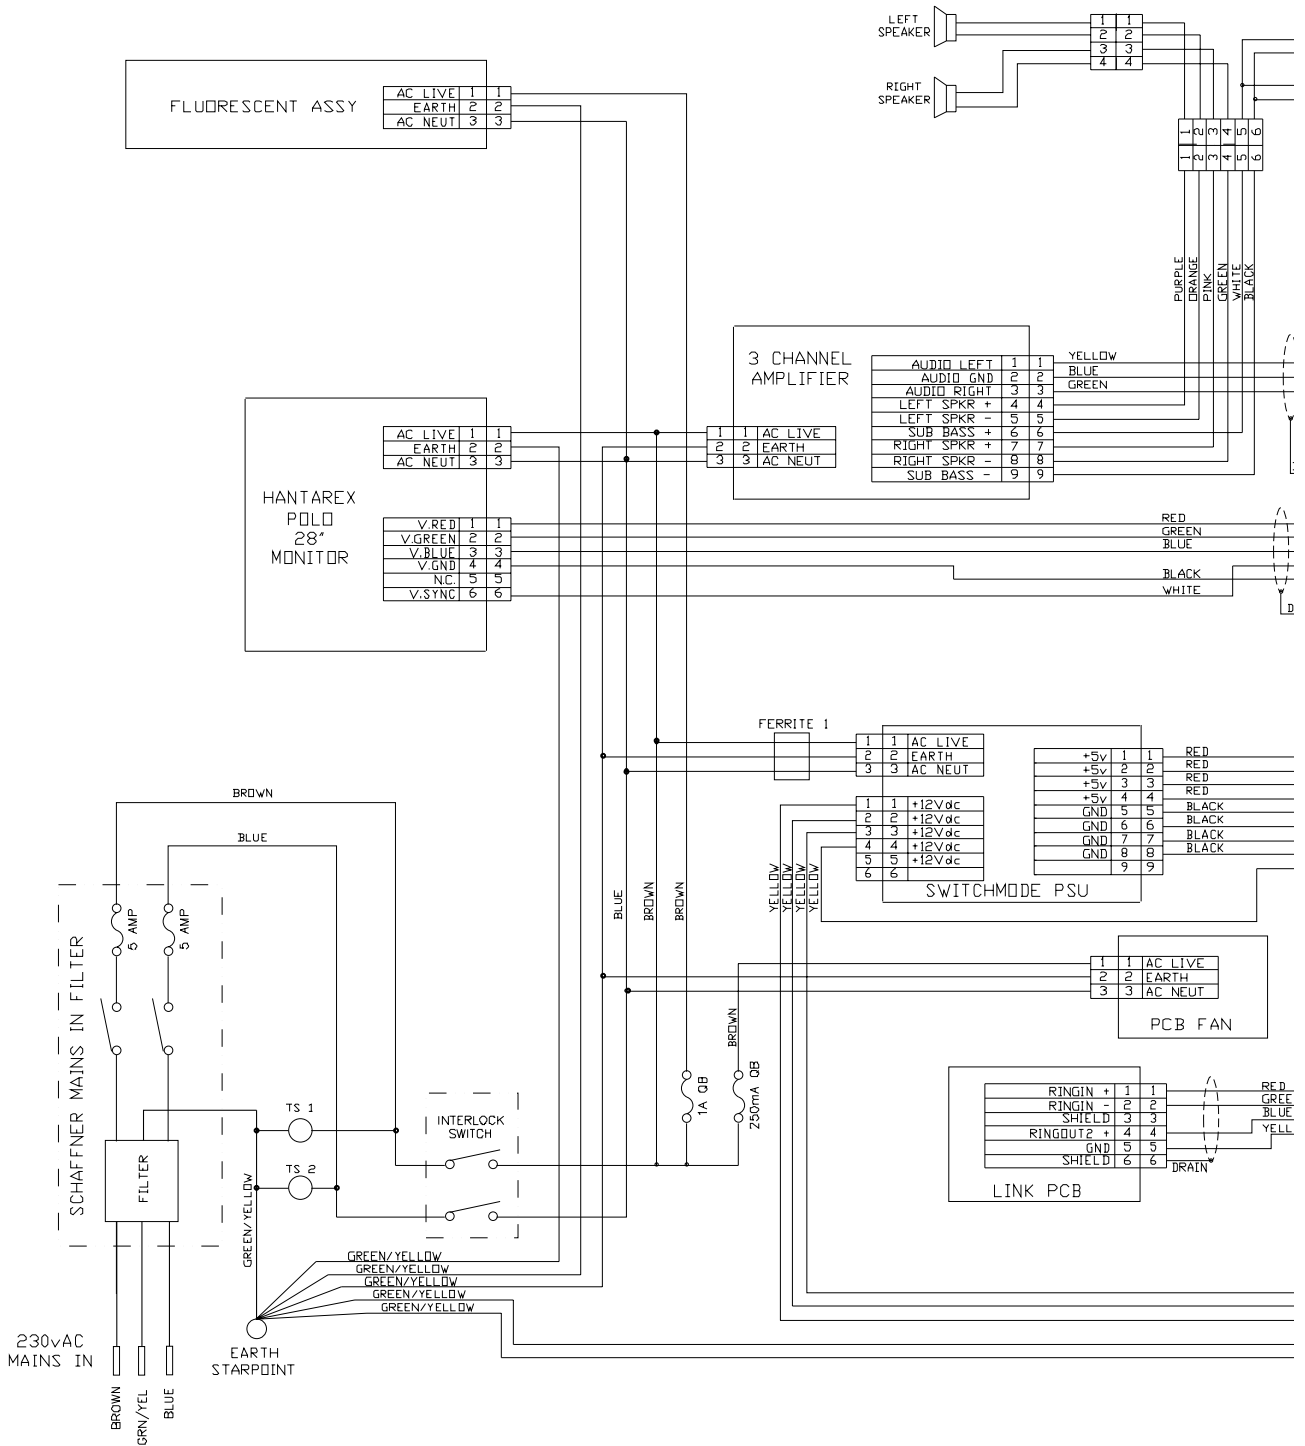 LEFT
SPEAKER
1 1
2 2
3 3
4 4
RIGHT
SPEAKER
FLUORESCENT ASSY
AC LIVE 1 1
EARTH 2 2
AC NEUT 3 3
1 2 3 4 5 6
1 2 3 4 5 6
PURPLE
ORANGE
PINK
GREEN
WHITE
BLACK
3 CHANNEL
AMPLIFIER
AUDIO LEFT 1 1
AUDIO GND 2 2
AUDIO RIGHT 3 3
LEFT SPKR + 4 4
LEFT SPKR - 5 5
SUB BASS + 6 6
RIGHT SPKR + 7 7
RIGHT SPKR - 8 8
SUB BASS - 9 9
YELLOW
BLUE
GREEN
1 1 AC LIVE
2 2 EARTH
3 3 AC NEUT
AC LIVE 1 1
EARTH 2 2
AC NEUT 3 3
HANTAREX
POLO
28"
MONITOR
V.RED 1 1
V.GREEN 2 2
V.BLUE 3 3
V.GND 4 4
N.C. 5 5
V.SYNC 6 6
RED
GREEN
BLUE
BLACK
WHITE
D
FERRITE 1
1 1 AC LIVE
2 2 EARTH
3 3 AC NEUT
1 1 +12Vdc
2 2 +12Vdc
3 3 +12Vdc
4 4 +12Vdc
5 5 +12Vdc
6 6
+5v 1 1 RED
+5v 2 2 RED
+5v 3 3 RED
+5v 4 4 RED
GND 5 5 BLACK
GND 6 6 BLACK
GND 7 7 BLACK
GND 8 8 BLACK
9 9
SWITCHMODE PSU
YELLOW
YELLOW
YELLOW
YELLOW
BROWN
BLUE
BLUE
BROWN
BROWN
5 AMP
5 AMP
SCHAFFNER MAINS IN FILTER
1 1 AC LIVE
2 2 EARTH
3 3 AC NEUT
PCB FAN
BROWN
1A QB
250mA QB
RINGIN + 1 1
RINGIN - 2 2
SHIELD 3 3
RINGOUT2 + 4 4
GND 5 5
SHIELD 6 6
RED
GREE
BLUE
YELL
DRAIN
LINK PCB
TS 1
TS 2
INTERLOCK
SWITCH
FILTER
GREEN/YELLOW
GREEN/YELLOW
GREEN/YELLOW
GREEN/YELLOW
GREEN/YELLOW
GREEN/YELLOW
EARTH
STARPOINT
230vAC
MAINS IN
BROWN
GRN/YEL
BLUE